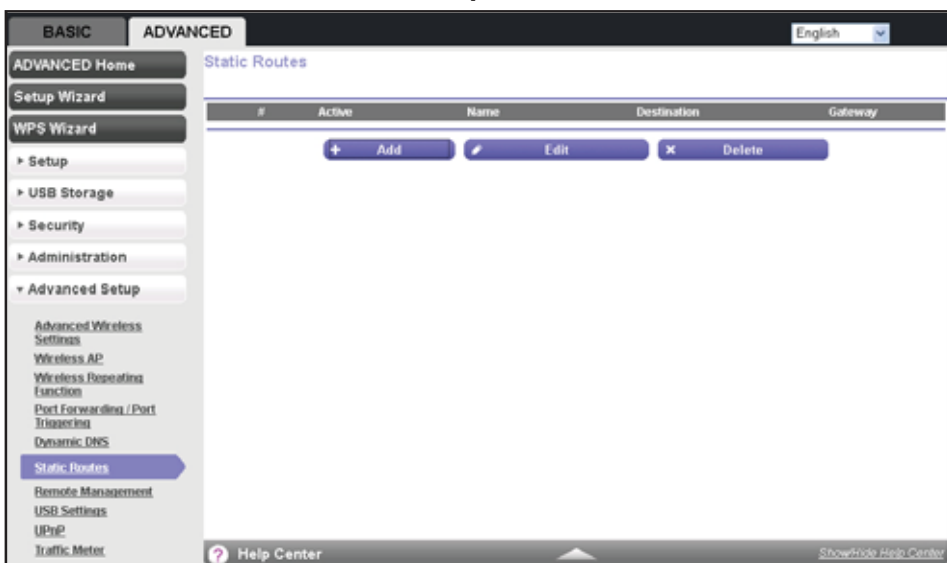 BASIC
ADVANCED
English
ADVANCED Home
Setup Wizard
WPS Wizard
Setup
USB Storage
Security
Administration
Advanced Setup
Advanced Wireless
Settings
Wireless AP
Wireless Repeating
Function
Port Forwarding / Port
Triggering
Dynamic DNS
Static Routes
Remote Management
USB Settings
UPnP
Traffic Meter
Static Routes
# Active Name Destination Gateway
Add Edit Delete
Help Center
Show/Hide Help Center